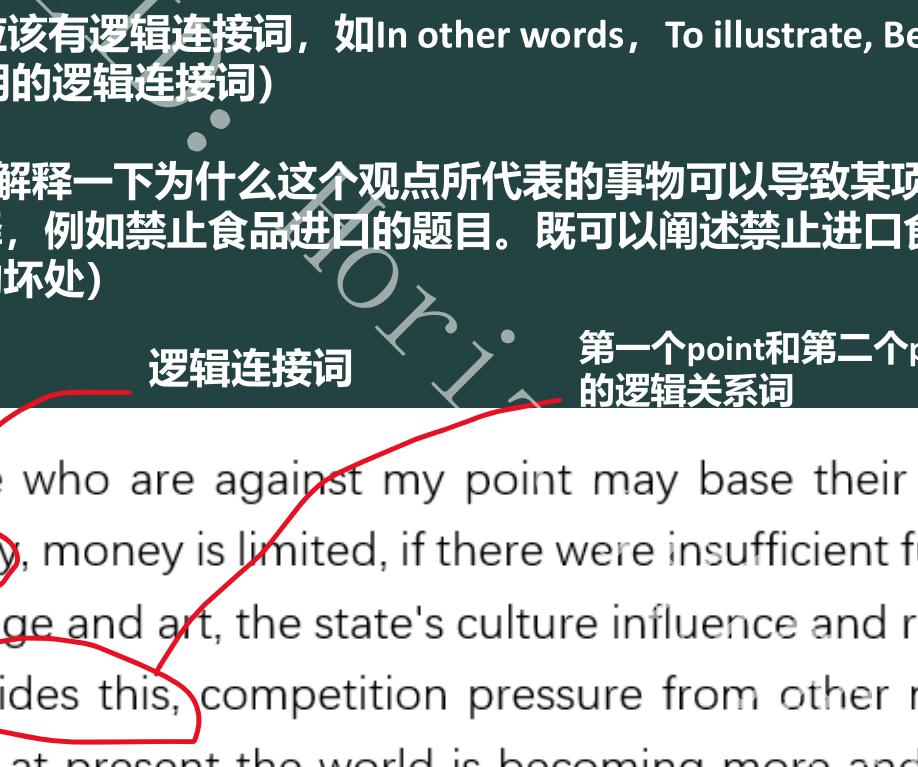 应该有逻辑连接词，如In other words，To illustrate, Be
用的逻辑连接词）
解释一下为什么这个观点所代表的事物可以导致某项
，例如禁止食品进口的题目。既可以阐述禁止进口食
坏处）
逻辑连接词
第一个point和第二个p
的逻辑关系词
e who are against my point may base their
y, money is limited, if there were insufficient f
ge and art, the state's culture influence and r
ides this, competition pressure from other r
at present the world is becoming more and
Horiz